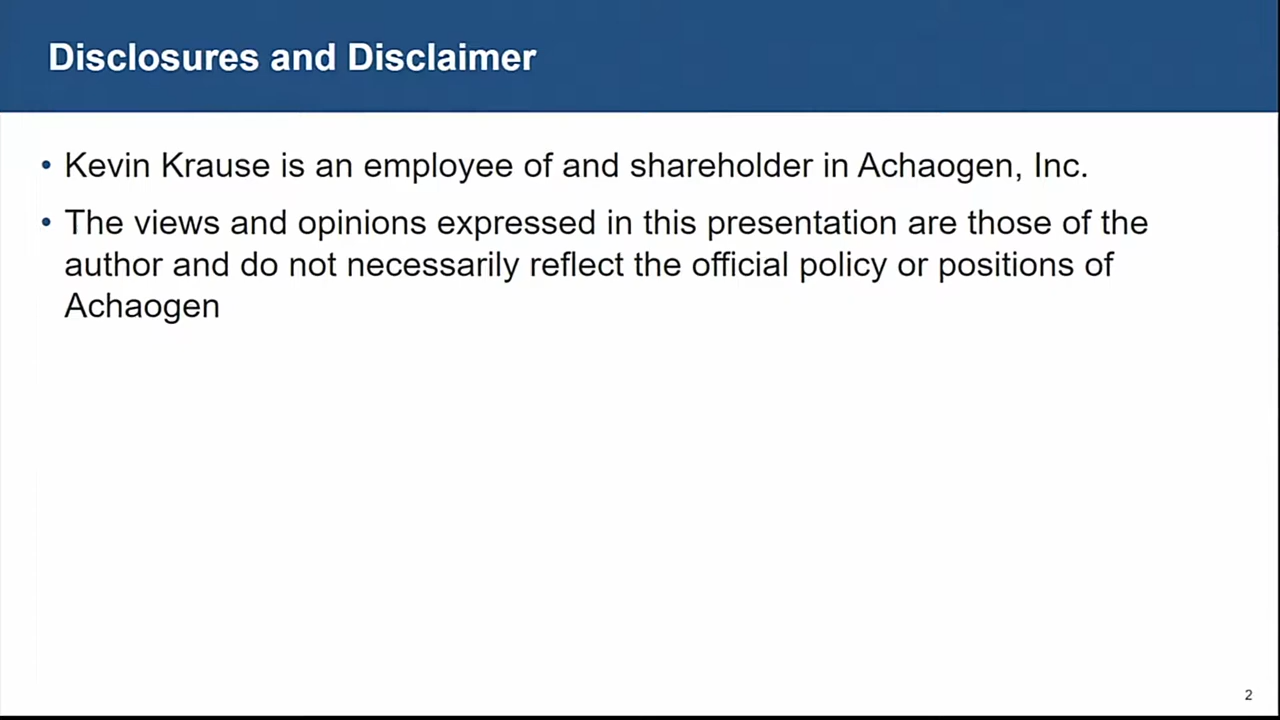 Disclosures and Disclaimer
• Kevin Krause is an employee of and shareholder in Achaogen, Inc.
• The views and opinions expressed in this presentation are those of the
author and do not necessarily reflect the official policy or positions of
Achaogen
2